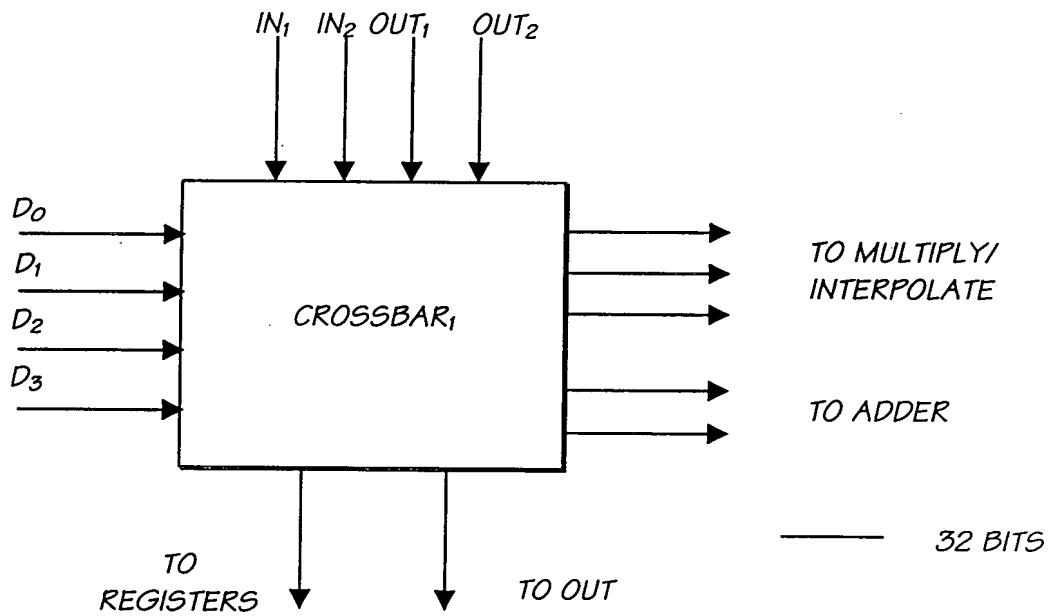 IN₁ IN₂ OUT₁ OUT₂
D₀
D₁
D₂
D₃
CROSSBAR₁
TO MULTIPLY/
INTERPOLATE
TO ADDER
32 BITS
TO
REGISTERS
TO OUT